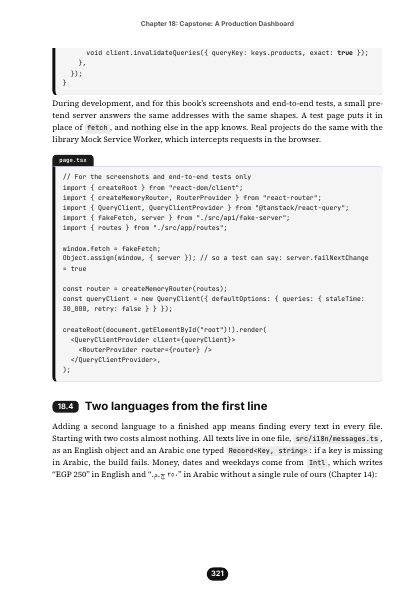 Chapter 18: Capstone: A Production Dashboard
void client.invalidateQueries({ queryKey: keys.products, exact: true });
},
});
}
During development, and for this book's screenshots and end-to-end tests, a small pre-
tend server answers the same addresses with the same shapes. A test page puts it in
place of fetch, and nothing else in the app knows. Real projects do the same with the
library Mock Service Worker, which intercepts requests in the browser.
page.tsx
// For the screenshots and end-to-end tests only
import { createRoot } from "react-dom/client";
import { createMemoryRouter, RouterProvider } from "react-router";
import { QueryClient, QueryClientProvider } from "@tanstack/react-query";
import { fakeFetch, server } from "./src/api/fake-server";
import { routes } from "./src/app/routes";
window.fetch = fakeFetch;
Object.assign(window, { server }); // so a test can say: server.failNextChange
= true
const router = createMemoryRouter(routes);
const queryClient = new QueryClient({ defaultOptions: { queries: { staleTime:
30_000, retry: false } } });
createRoot(document.getElementById("root")!).render(
<QueryClientProvider client={queryClient}>
<RouterProvider router={router} />
</QueryClientProvider>,
);
18.4 Two languages from the first line
Adding a second language to a finished app means finding every text in every file.
Starting with two costs almost nothing. All texts live in one file, src/i18n/messages.ts,
as an English object and an Arabic one typed Record<Key, string>: if a key is missing
in Arabic, the build fails. Money, dates and weekdays come from Intl, which writes
"EGP 250" in English and "٢٥٠ ج.م." in Arabic without a single rule of ours (Chapter 14):
321